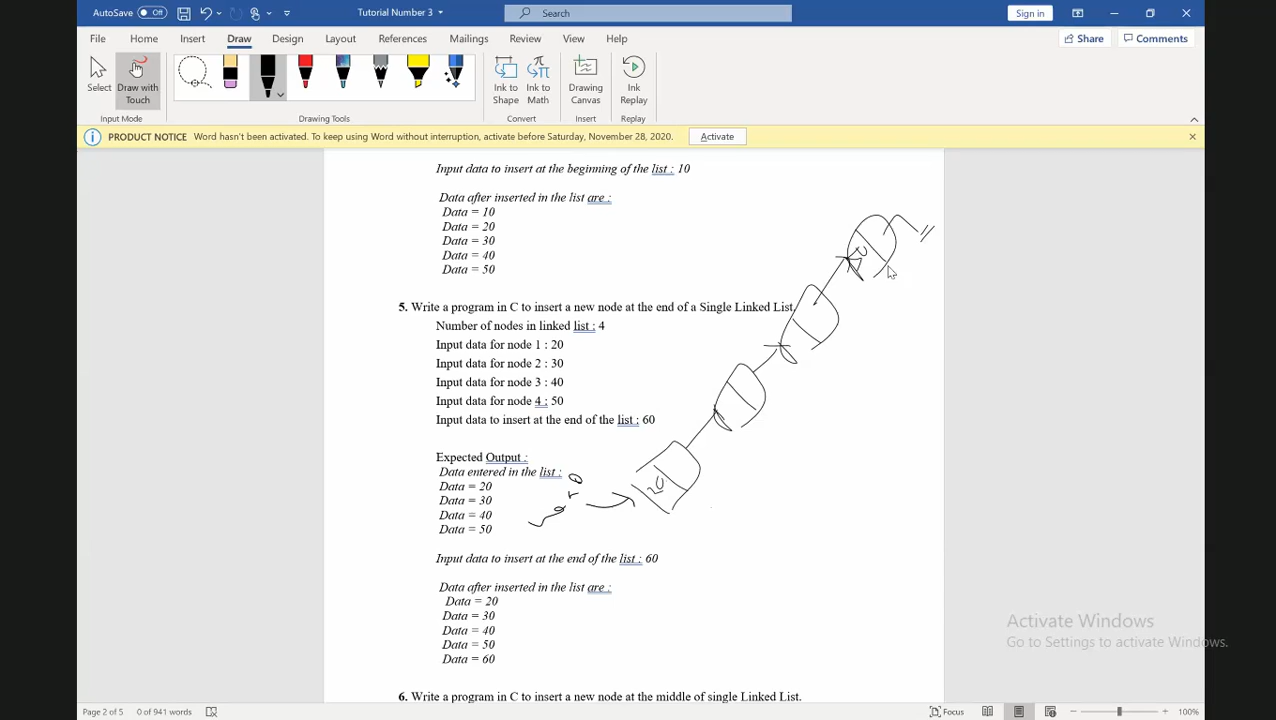 AutoSave Off
Tutorial Number 3
Search
Sign in
File Home Insert Draw Design Layout References Mailings Review View Help
Share Comments
Select
Draw with Touch
Ink to Shape
Ink to Math
Drawing Canvas
Ink Replay
Input Mode Drawing Tools Convert Insert Replay
PRODUCT NOTICE Word hasn't been activated. To keep using Word without interruption, activate before Saturday, November 28, 2020. Activate
Input data to insert at the beginning of the list : 10
Data after inserted in the list are :
Data = 10
Data = 20
Data = 30
Data = 40
Data = 50
5. Write a program in C to insert a new node at the end of a Single Linked List.
Number of nodes in linked list : 4
Input data for node 1 : 20
Input data for node 2 : 30
Input data for node 3 : 40
Input data for node 4 : 50
Input data to insert at the end of the list : 60
Expected Output :
Data entered in the list :
Data = 20
Data = 30
Data = 40
Data = 50
20
Input data to insert at the end of the list : 60
Data after inserted in the list are :
Data = 20
Data = 30
Data = 40
Data = 50
Data = 60
6. Write a program in C to insert a new node at the middle of single Linked List.
Activate Windows
Go to Settings to activate Windows.
Page 2 of 5 0 of 941 words
Focus
100%